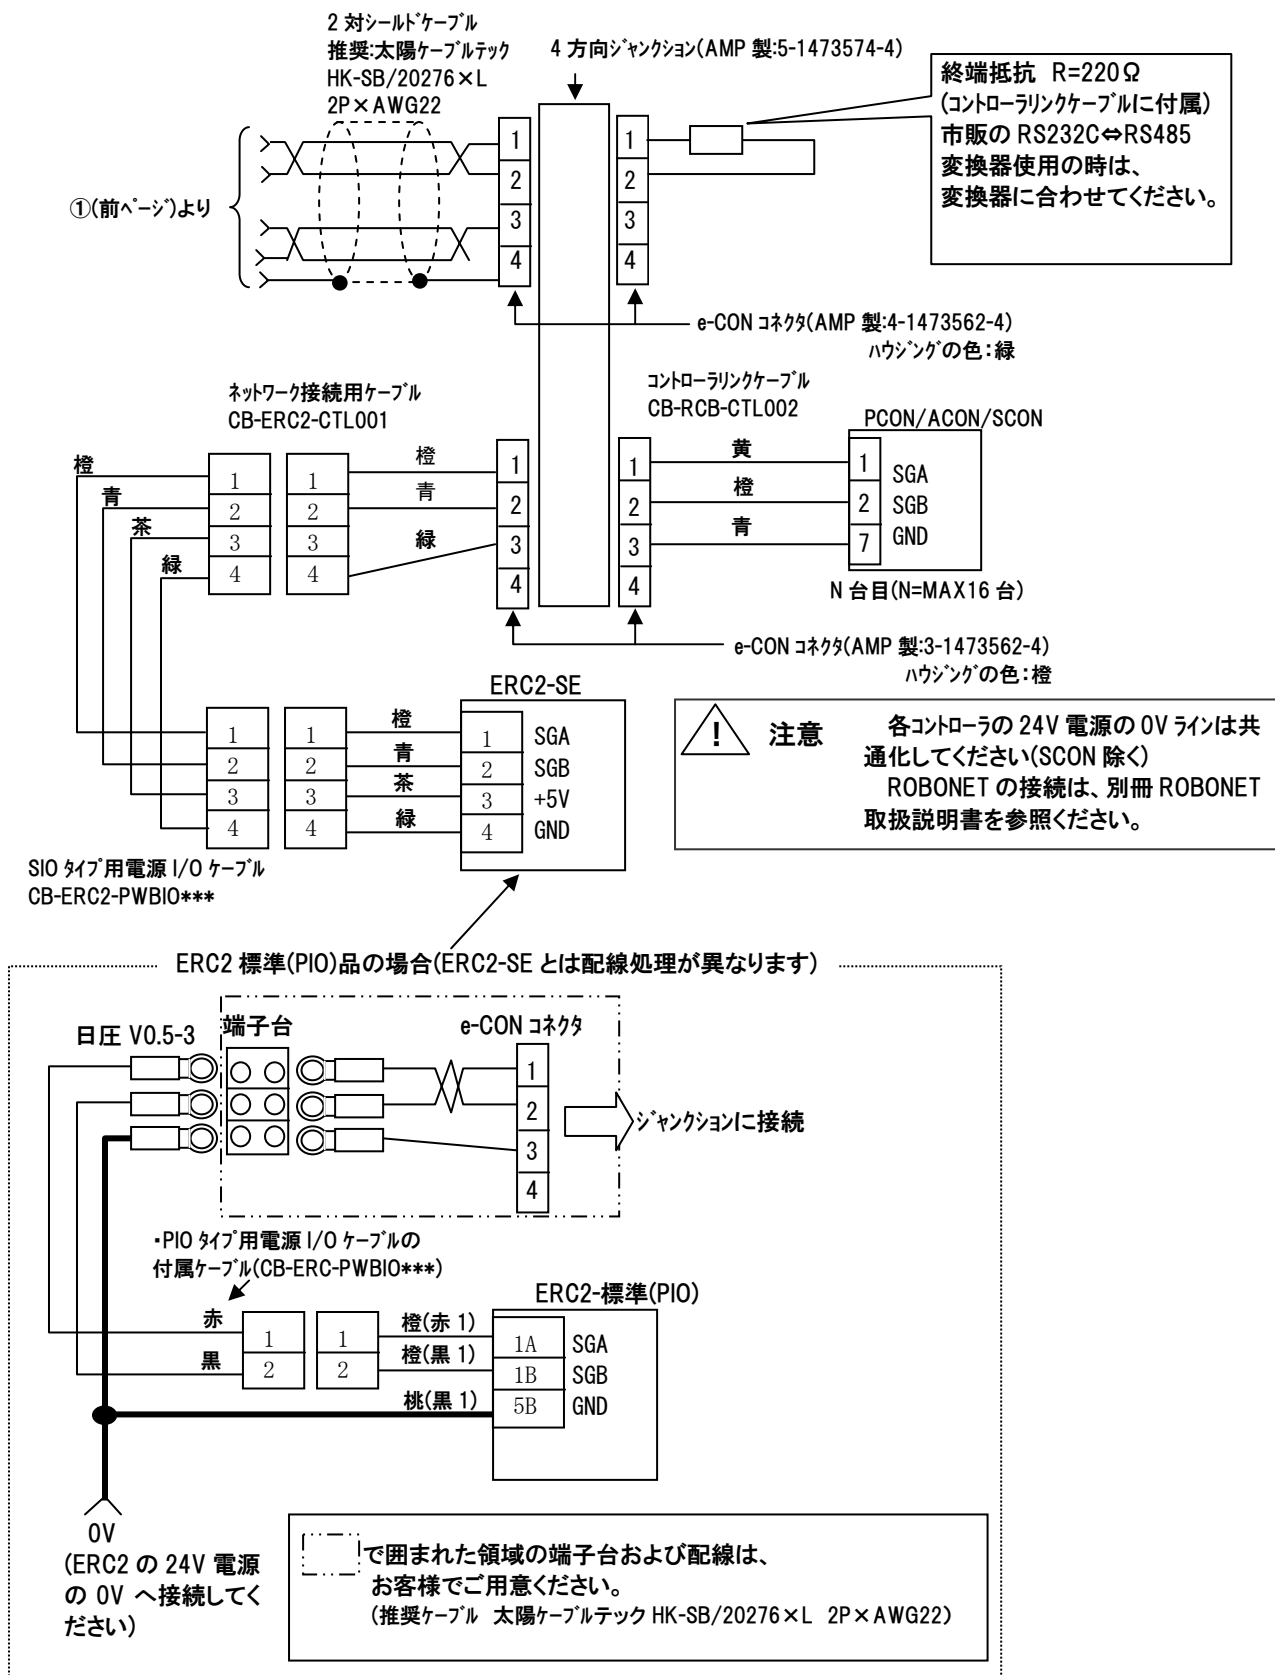 2 対シールドケーブル
推奨:太陽ケーブルテック
HK-SB/20276×L
2P×AWG22
4 方向ジャンクション(AMP 製:5-1473574-4)
終端抵抗 R=220Ω
(コントローラリンクケーブルに付属)
市販の RS232C⇔RS485
変換器使用の時は、
変換器に合わせてください。
①(前ページ)より
1
2
3
4
1
2
3
4
e-CON コネクタ(AMP 製:4-1473562-4)
ハウジングの色:緑
ネットワーク接続用ケーブル
CB-ERC2-CTL001
コントローラリンクケーブル
CB-RCB-CTL002
PCON/ACON/SCON
橙
青
茶
緑
1
2
3
4
1
2
3
4
橙
青
緑
1
2
3
4
1
2
3
4
黄
橙
青
1 SGA
2 SGB
7 GND
N 台目(N=MAX16 台)
e-CON コネクタ(AMP 製:3-1473562-4)
ハウジングの色:橙
ERC2-SE
1
2
3
4
1
2
3
4
橙
青
茶
緑
1 SGA
2 SGB
3 +5V
4 GND
! 注意 各コントローラの 24V 電源の 0V ラインは共
通化してください(SCON 除く)
ROBONET の接続は、別冊 ROBONET
取扱説明書を参照ください。
SIO タイプ用電源 I/O ケーブル
CB-ERC2-PWBIO***
ERC2 標準(PIO)品の場合(ERC2-SE とは配線処理が異なります)
日圧 V0.5-3
端子台
e-CON コネクタ
1
2
3
4
ジャンクションに接続
・PIO タイプ用電源 I/O ケーブルの
付属ケーブル(CB-ERC-PWBIO***)
ERC2-標準(PIO)
赤
黒
1
2
1
2
橙(赤 1)
橙(黒 1)
桃(黒 1)
1A SGA
1B SGB
5B GND
0V
(ERC2 の 24V 電源
の 0V へ接続してく
ださい)
で囲まれた領域の端子台および配線は、
お客様でご用意ください。
(推奨ケーブル 太陽ケーブルテック HK-SB/20276×L 2P×AWG22)